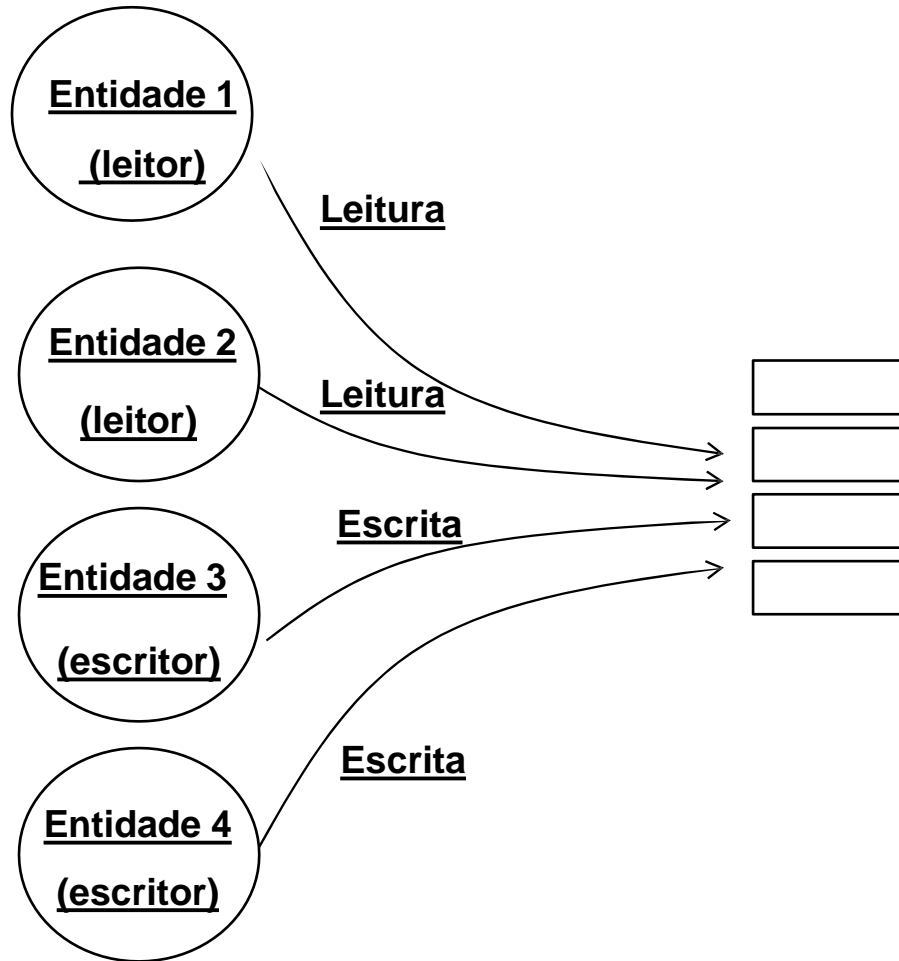 Entidade 1
(leitor)
Leitura
Entidade 2
(leitor)
Leitura
Escrita
Entidade 3
(escritor)
Escrita
Entidade 4
(escritor)